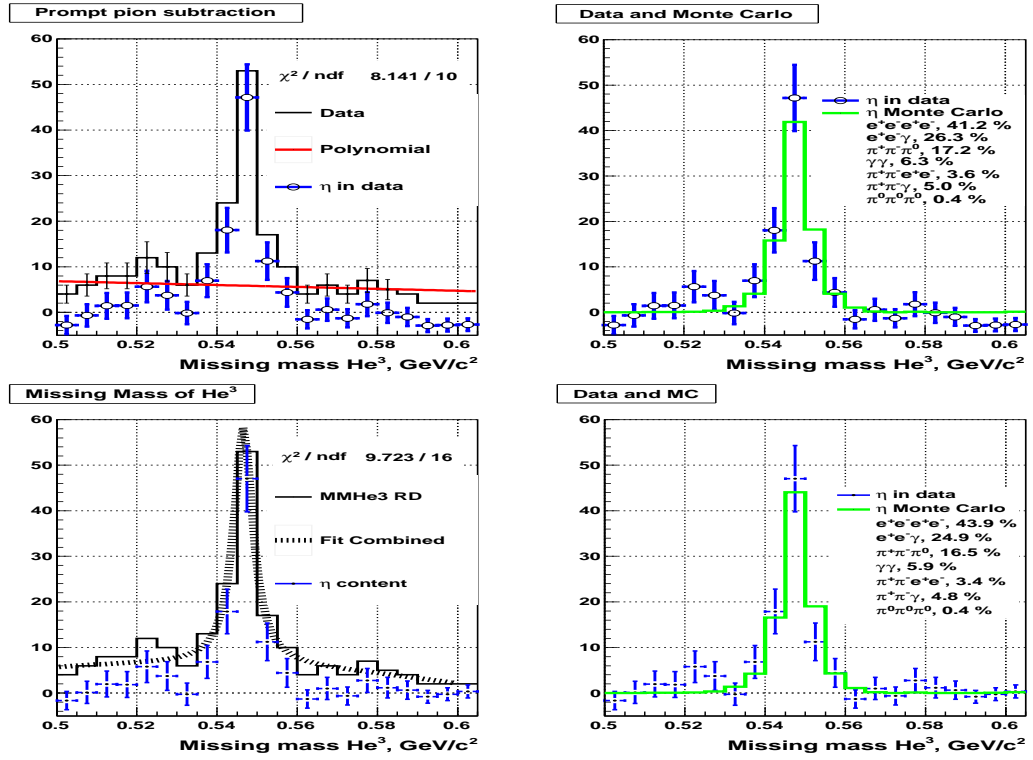 Prompt pion subtraction
60
50
40
30
20
10
0
0.5 0.52 0.54 0.56 0.58 0.6
χ² / ndf 8.141 / 10
Data
Polynomial
η in data
Missing mass He³, GeV/c²
Data and Monte Carlo
60
50
40
30
20
10
0
0.5 0.52 0.54 0.56 0.58 0.6
η in data
η Monte Carlo
e⁺e⁻e⁺e⁻, 41.2 %
e⁺e⁻γ, 26.3 %
π⁺π⁻π⁰, 17.2 %
γγ, 6.3 %
π⁺π⁻e⁺e⁻, 3.6 %
π⁺π⁻γ, 5.0 %
π⁰π⁰π⁰, 0.4 %
Missing mass He³, GeV/c²
Missing Mass of He³
60
50
40
30
20
10
0
0.5 0.52 0.54 0.56 0.58 0.6
χ² / ndf 9.723 / 16
MMHe3 RD
Fit Combined
η content
Missing mass He³, GeV/c²
Data and MC
60
50
40
30
20
10
0
0.5 0.52 0.54 0.56 0.58 0.6
η in data
η Monte Carlo
e⁺e⁻e⁺e⁻, 43.9 %
e⁺e⁻γ, 24.9 %
π⁺π⁻π⁰, 16.5 %
γγ, 5.9 %
π⁺π⁻e⁺e⁻, 3.4 %
π⁺π⁻γ, 4.8 %
π⁰π⁰π⁰, 0.4 %
Missing mass He³, GeV/c²